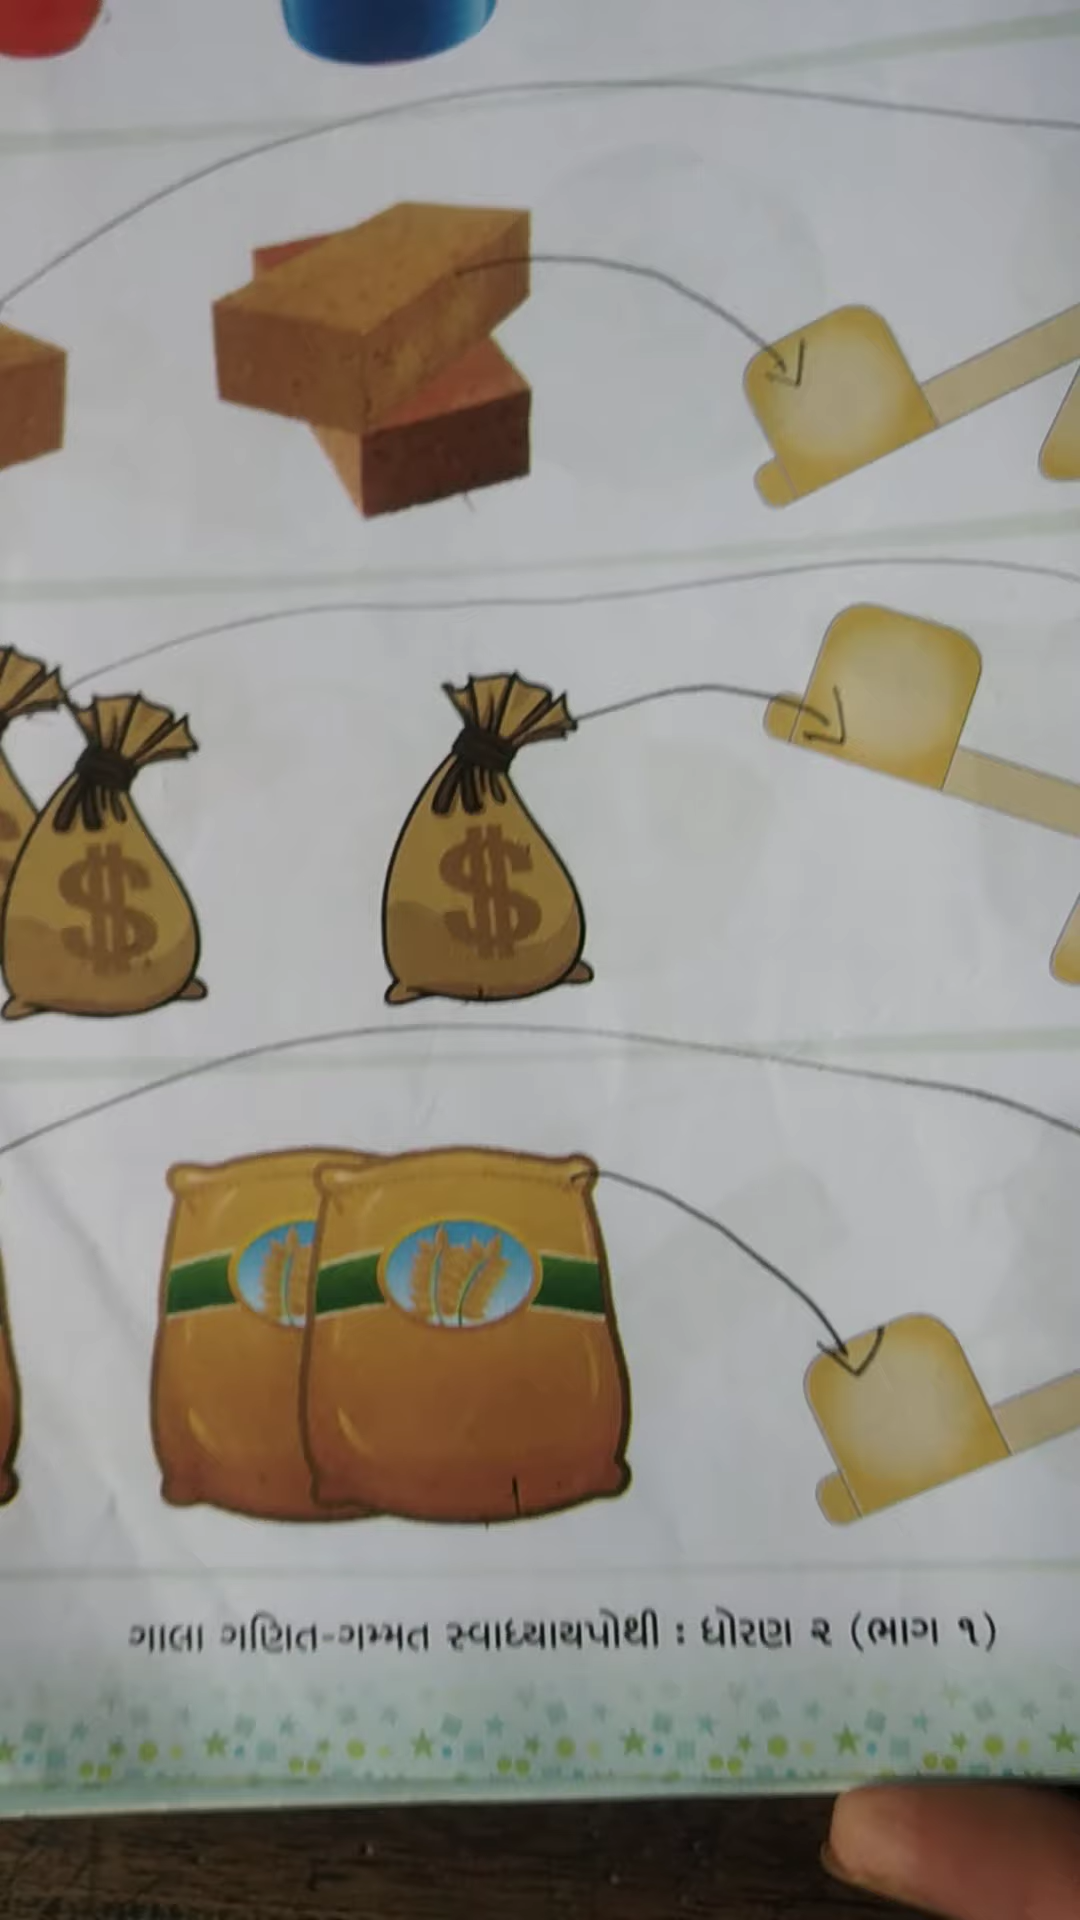 $
$
ગાલા ગણિત-ગમ્મત સ્વાધ્યાયપોથી : ધોરણ ૨ (ભાગ ૧)